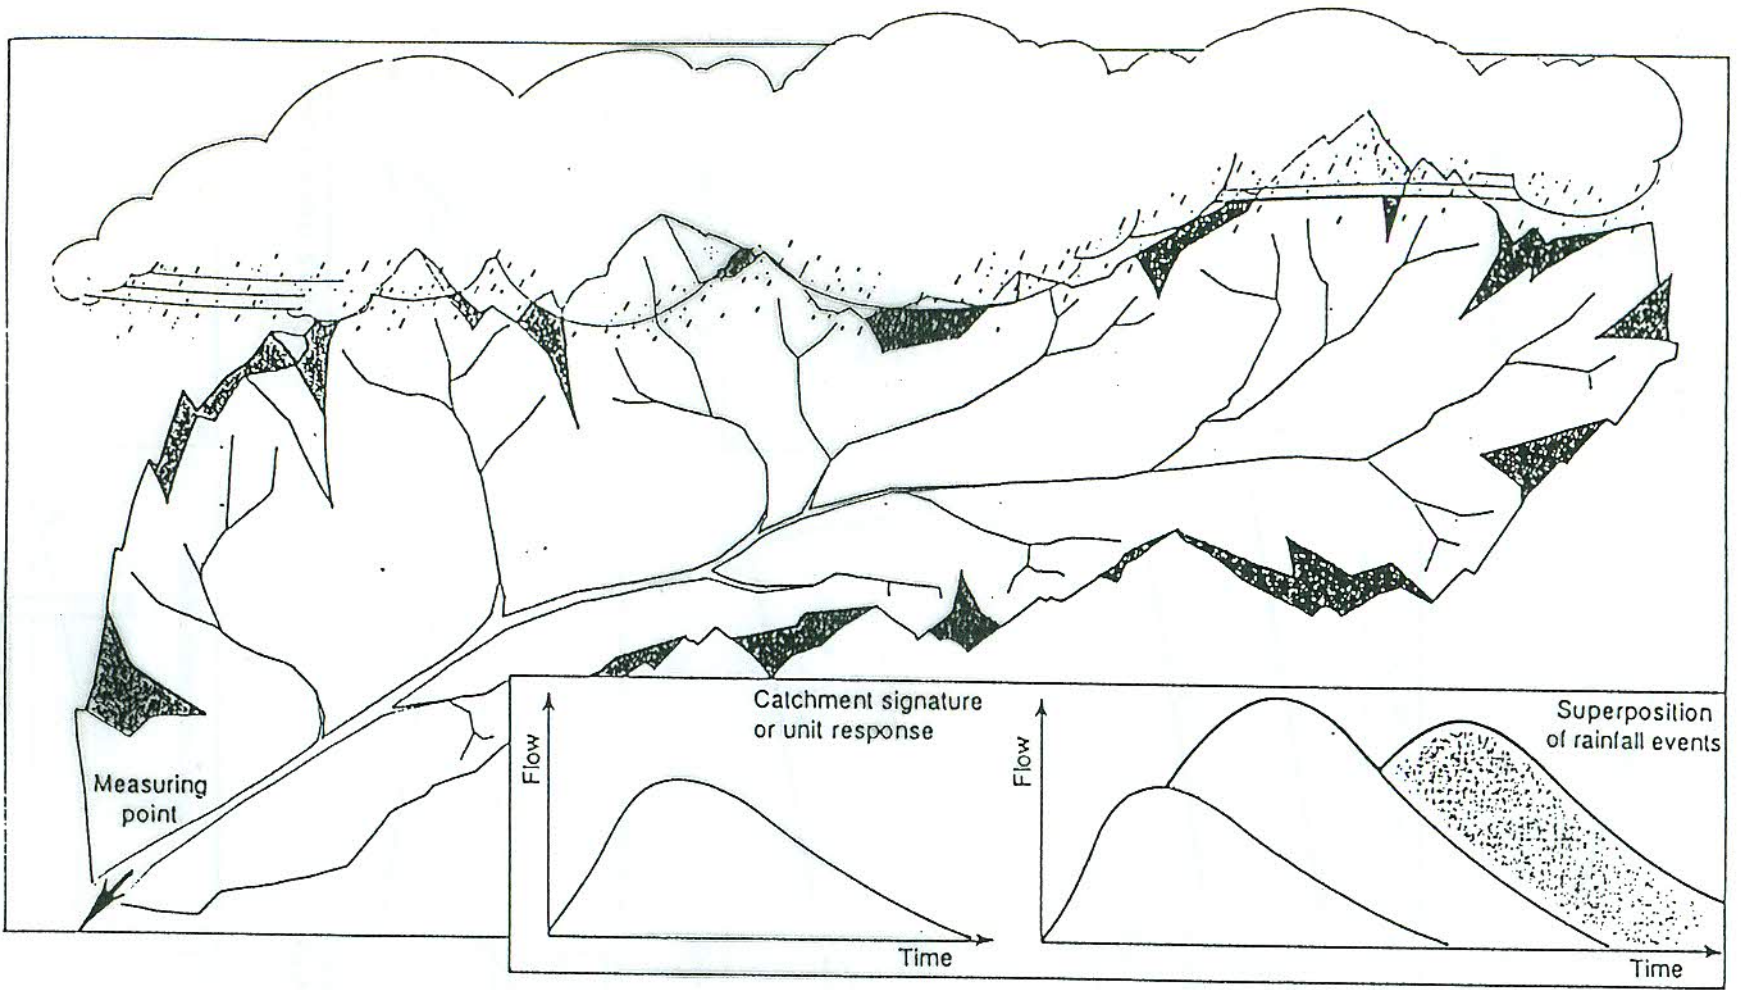 Measuring
point
Catchment signature
or unit response
Flow
Time
Superposition
of rainfall events
Flow
Time